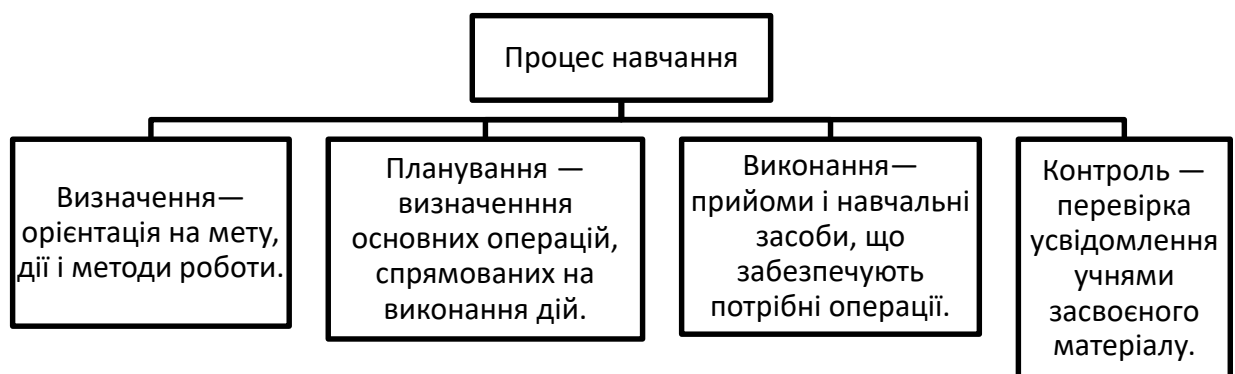 Процес навчання
Визначення—
орієнтація на мету,
дії і методи роботи.
Планування —
визначенння
основних операцій,
спрямованих на
виконання дій.
Виконання—
прийоми і навчальні
засоби, що
забезпечують
потрібні операції.
Контроль —
перевірка
усвідомлення
учнями
засвоєного
матеріалу.